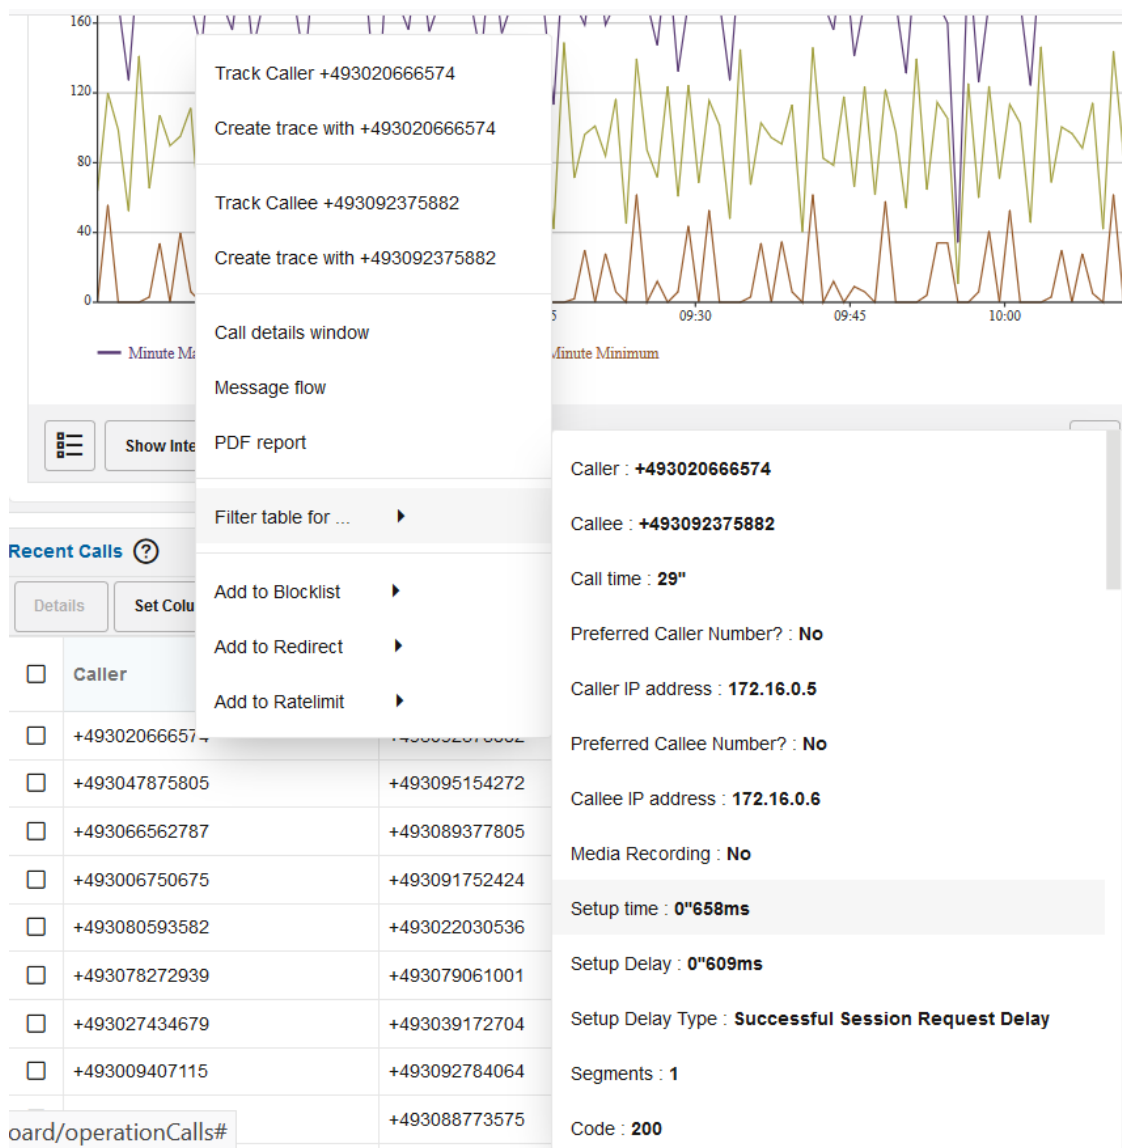 160
Track Caller +493020666574
120
Create trace with +493020666574
80
Track Callee +493092375882
40
Create trace with +493092375882
0
09:30
09:45
10:00
Call details window
Minute
Minute Minimum
Message flow
PDF report
Show
Filter table for ...
Add to Blocklist
Add to Redirect
Add to Ratelimit
Caller : +493020666574
Callee : +493092375882
Call time : 29"
Preferred Caller Number? : No
Caller IP address : 172.16.0.5
Preferred Callee Number? : No
Callee IP address : 172.16.0.6
Media Recording : No
Setup time : 0"658ms
Setup Delay : 0"609ms
Setup Delay Type : Successful Session Request Delay
Segments : 1
Code : 200
Recent Calls ?
Details
Set
Caller
+493020666574
+493047875805 +493095154272
+493066562787 +493089377805
+493006750675 +493091752424
+493080593582 +493022030536
+493078272939 +493079061001
+493027434679 +493039172704
+493009407115 +493092784064
+493088773575
oard/operationCalls#